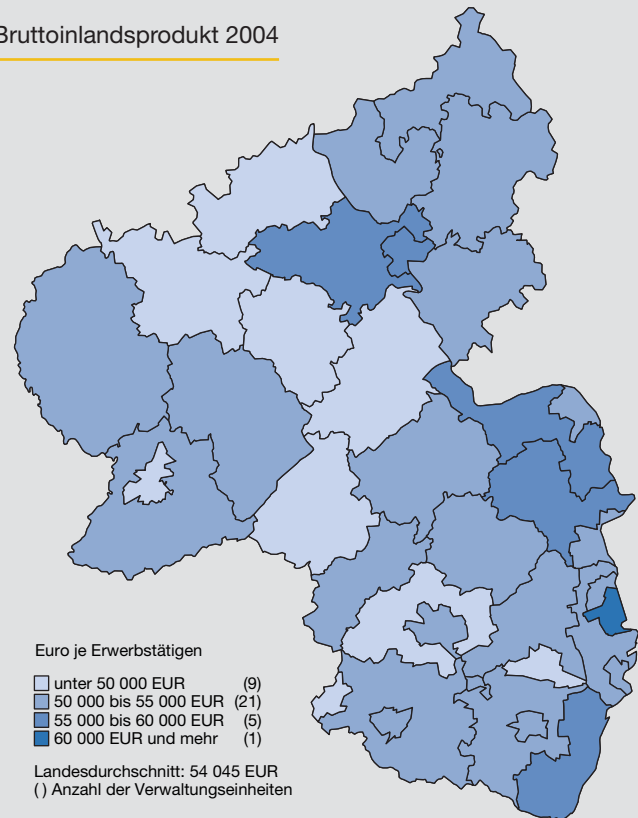 Bruttoinlandsprodukt 2004
Euro je Erwerbstätigen
unter 50 000 EUR (9)
50 000 bis 55 000 EUR (21)
55 000 bis 60 000 EUR (5)
60 000 EUR und mehr (1)
Landesdurchschnitt: 54 045 EUR
( ) Anzahl der Verwaltungseinheiten